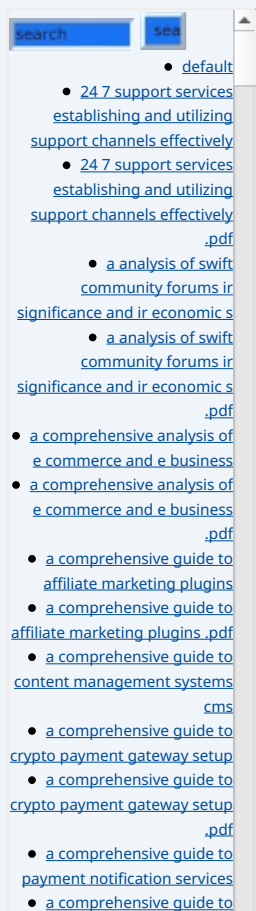 search sea
• default
• 24 7 support services
establishing and utilizing
support channels effectively
• 24 7 support services
establishing and utilizing
support channels effectively
.pdf
• a analysis of swift
community forums ir
significance and ir economic s
• a analysis of swift
community forums ir
significance and ir economic s
.pdf
• a comprehensive analysis of
e commerce and e business
• a comprehensive analysis of
e commerce and e business
.pdf
• a comprehensive guide to
affiliate marketing plugins
• a comprehensive guide to
affiliate marketing plugins .pdf
• a comprehensive guide to
content management systems
cms
• a comprehensive guide to
crypto payment gateway setup
• a comprehensive guide to
crypto payment gateway setup
.pdf
• a comprehensive guide to
payment notification services
• a comprehensive guide to